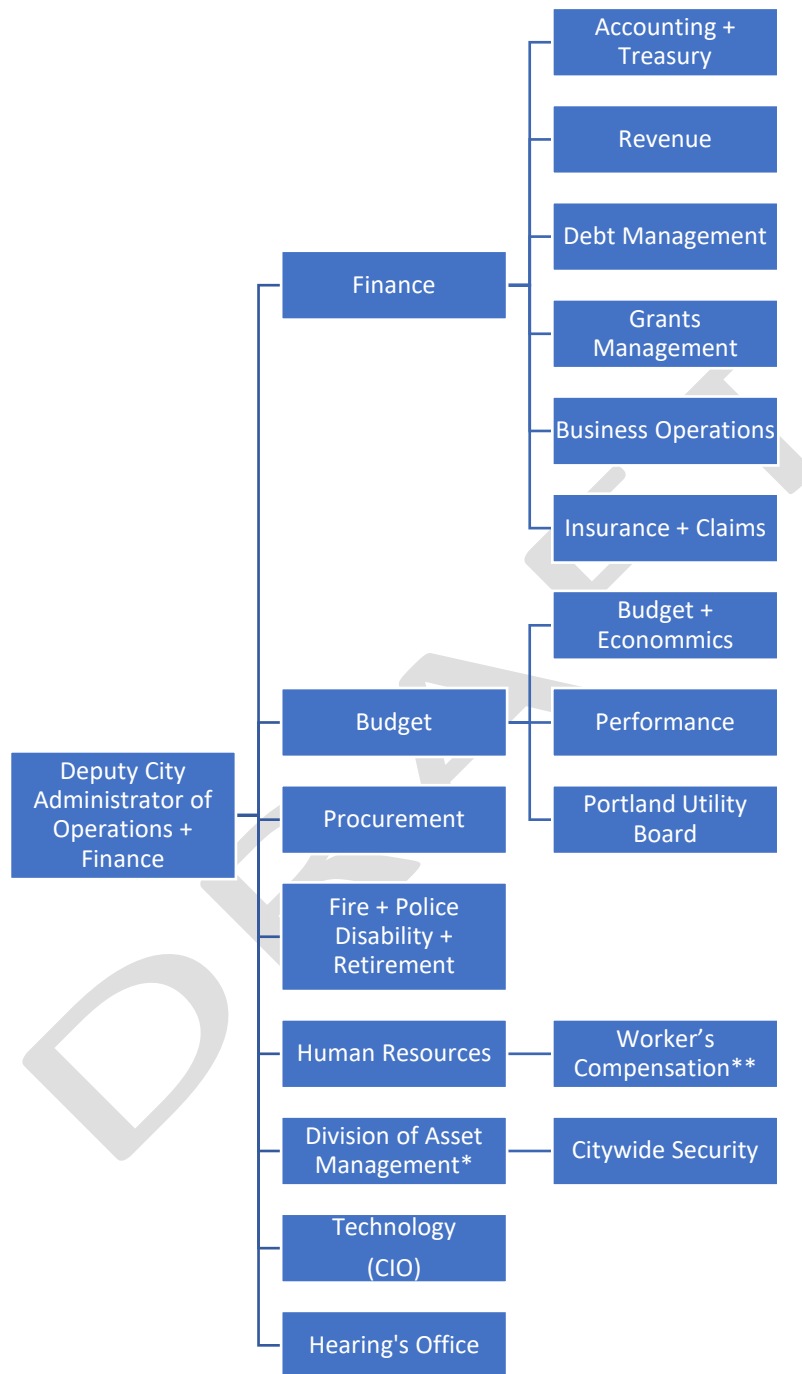 Accounting +
Treasury
Revenue
Debt Management
Finance
Grants
Management
Business Operations
Insurance + Claims
Budget +
Econommics
Budget
Performance
Deputy City
Administrator of
Operations +
Finance
Procurement
Portland Utility
Board
Fire + Police
Disability +
Retirement
Human Resources
Worker’s
Compensation**
Division of Asset
Management*
Citywide Security
Technology
(CIO)
Hearing's Office
DRAFT